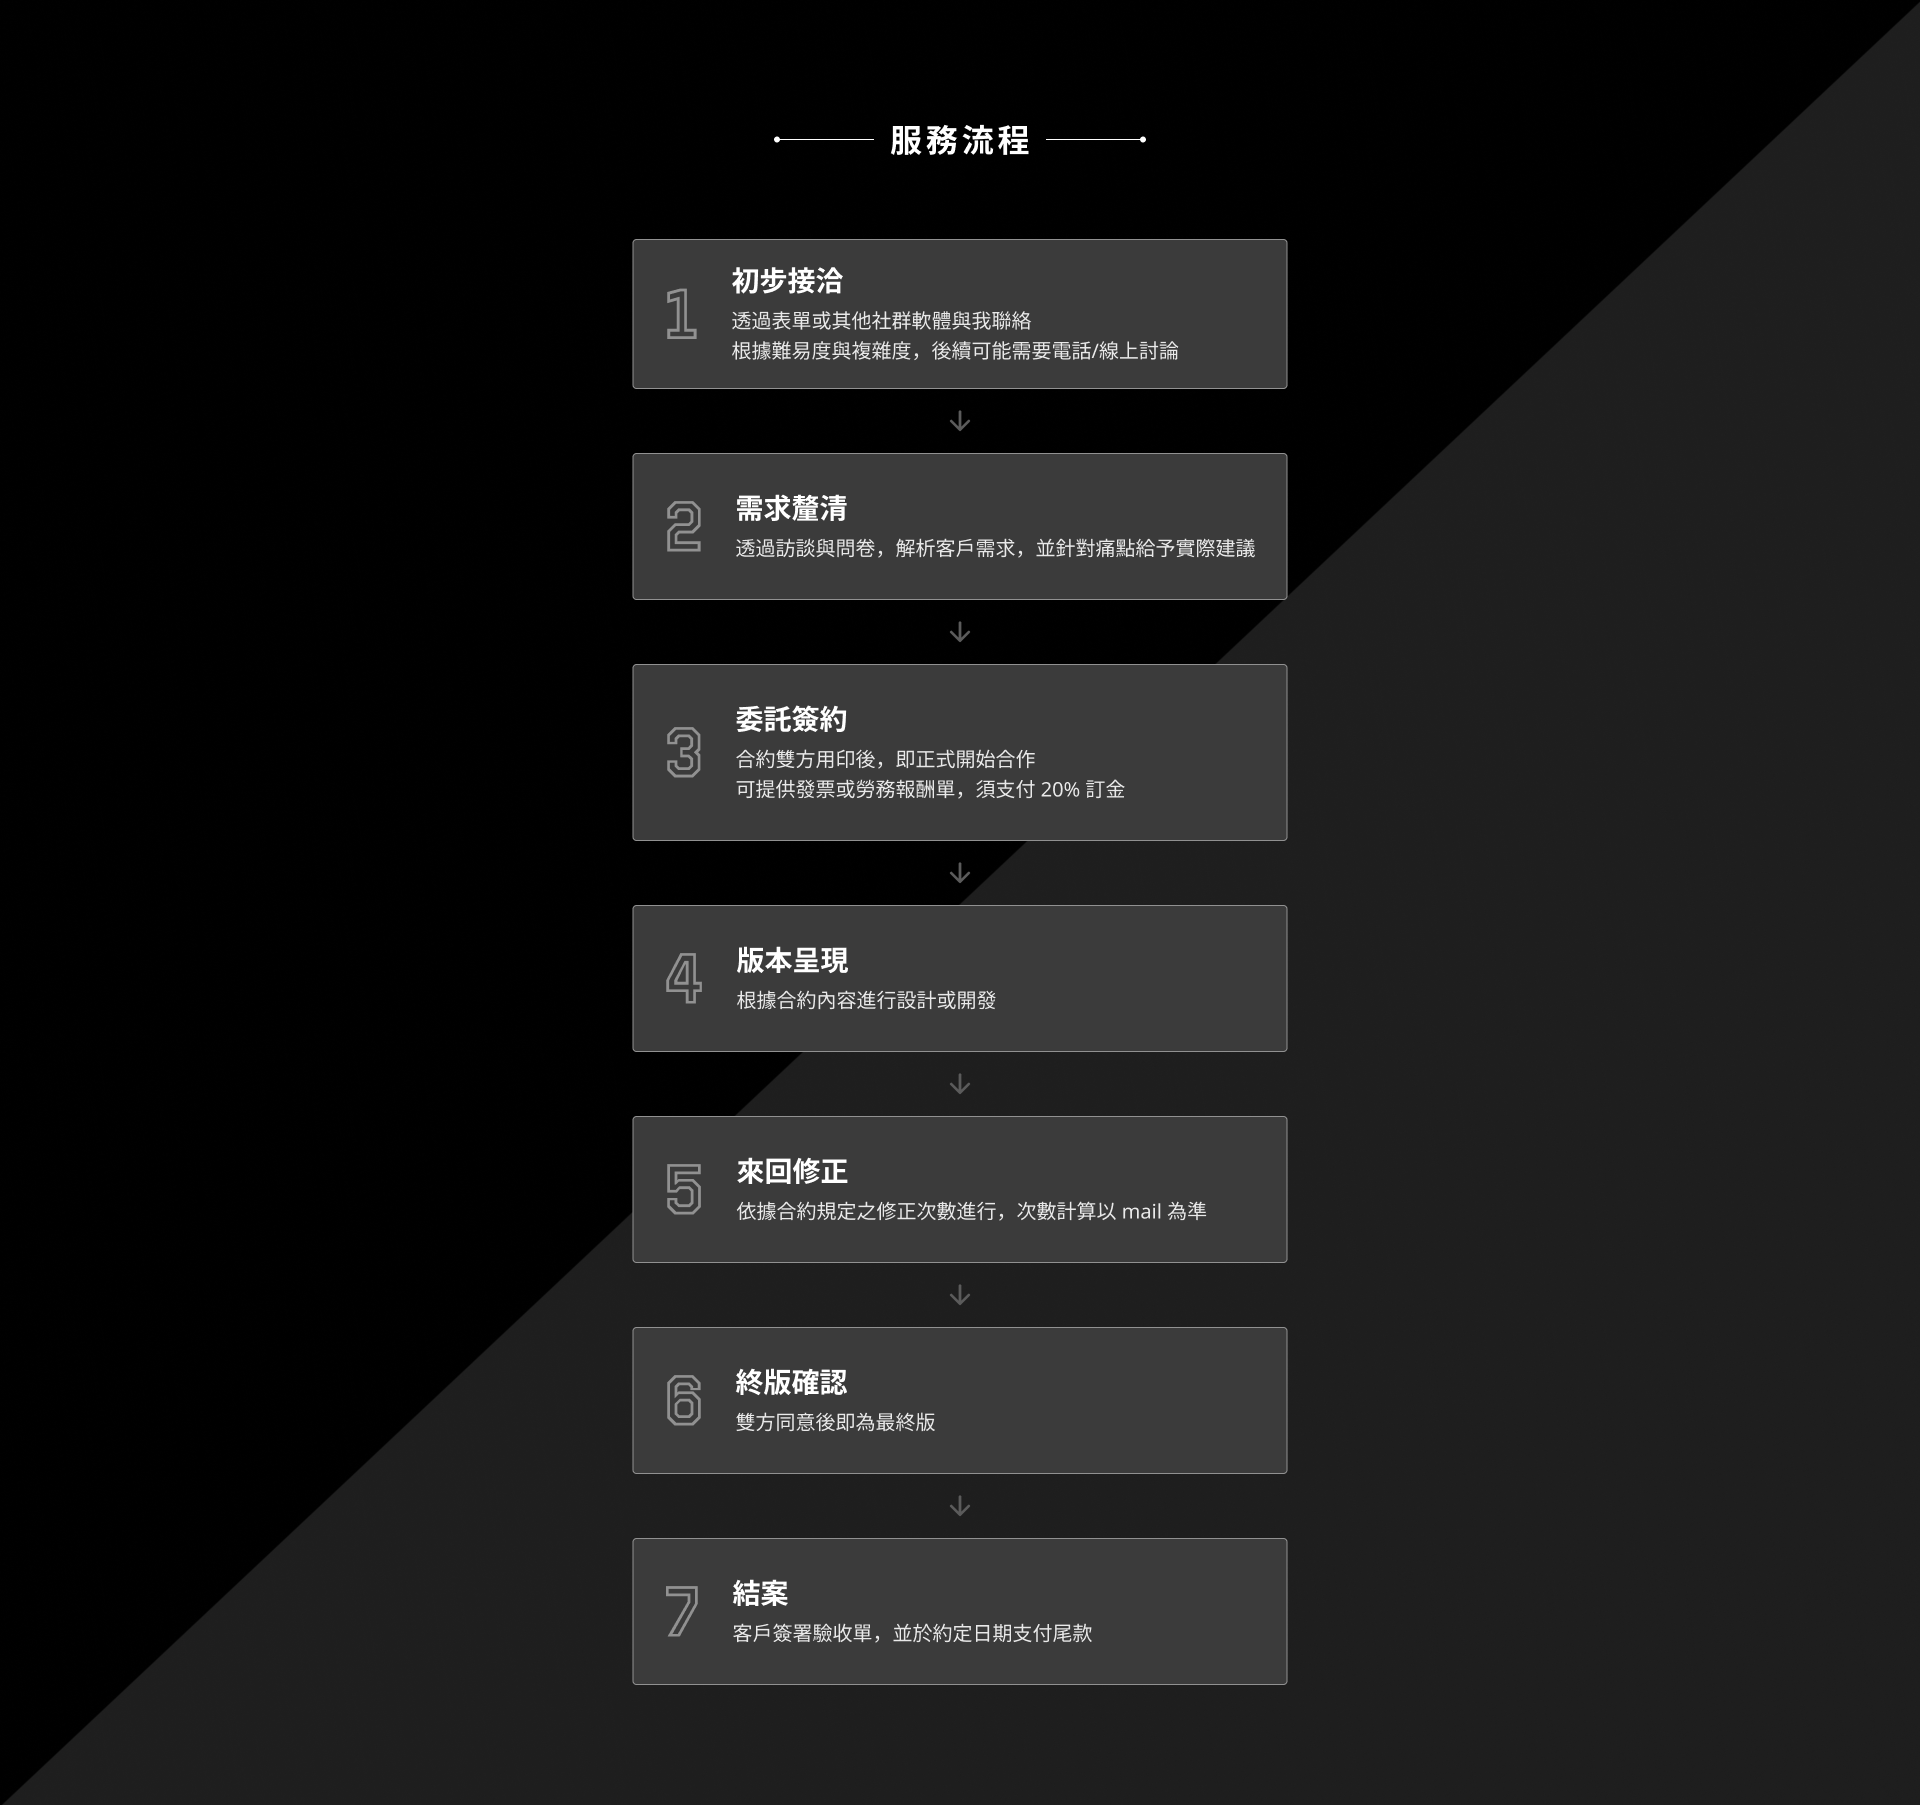 服務流程
1
初步接洽
透過表單或其他社群軟體與我聯絡
根據難易度與複雜度，後續可能需要電話/線上討論
2
需求釐清
透過訪談與問卷，解析客戶需求，並針對痛點給予實際建議
3
委託簽約
合約雙方用印後，即正式開始合作
可提供發票或勞務報酬單，須支付 20% 訂金
4
版本呈現
根據合約內容進行設計或開發
5
來回修正
依據合約規定之修正次數進行，次數計算以 mail 為準
6
終版確認
雙方同意後即為最終版
7
結案
客戶簽署驗收單，並於約定日期支付尾款